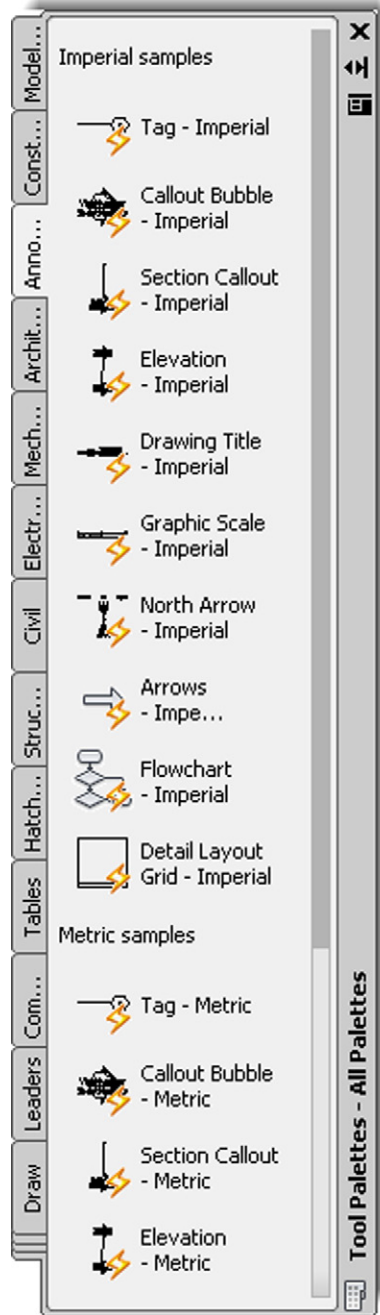 Model...
Const...
Anno...
Archit...
Mech...
Electr...
Civil
Struc...
Hatch...
Tables
Com...
Leaders
Draw
Imperial samples
Tag - Imperial
Callout Bubble
- Imperial
Section Callout
- Imperial
Elevation
- Imperial
Drawing Title
- Imperial
Graphic Scale
- Imperial
North Arrow
- Imperial
Arrows
- Impe...
Flowchart
- Imperial
Detail Layout
Grid - Imperial
Metric samples
Tag - Metric
Callout Bubble
- Metric
Section Callout
- Metric
Elevation
- Metric
Tool Palettes - All Palettes